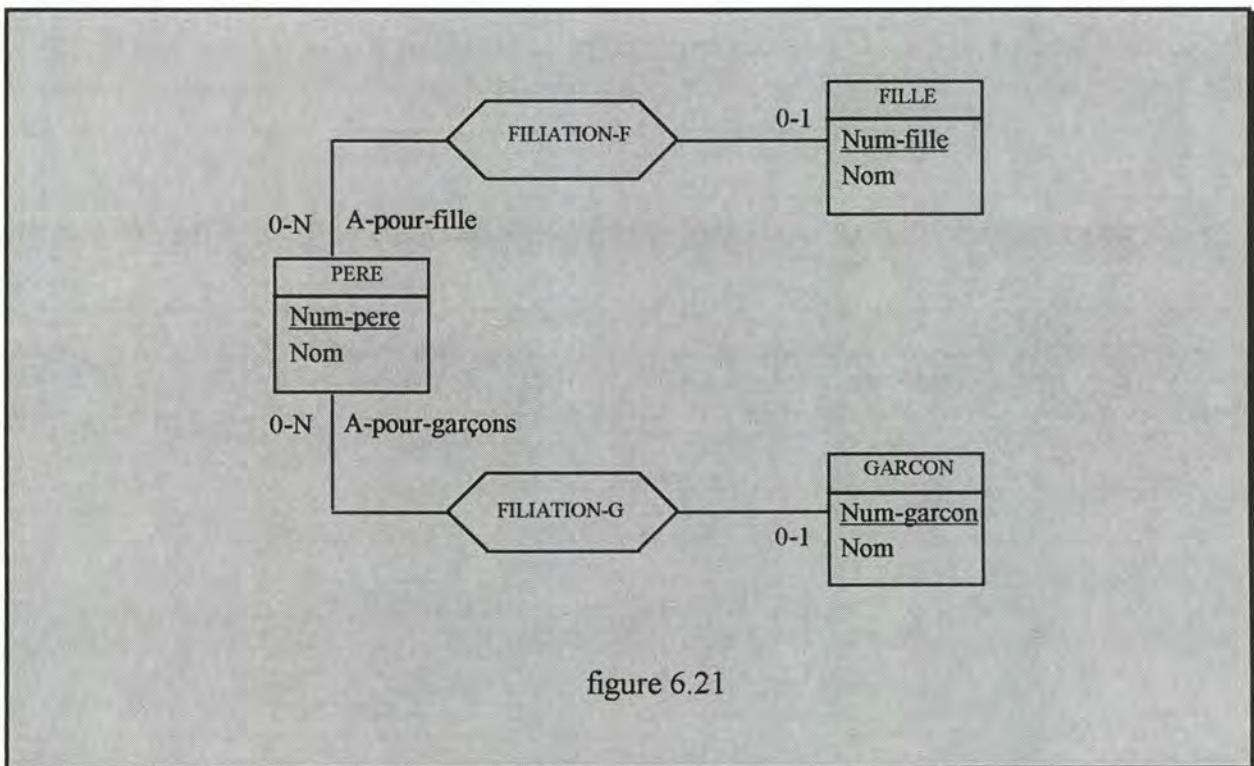 FILIATION-F
0-1
FILLE
Num-fille
Nom
0-N A-pour-fille
PERE
Num-pere
Nom
0-N A-pour-garçons
FILIATION-G
0-1
GARCON
Num-garcon
Nom
figure 6.21